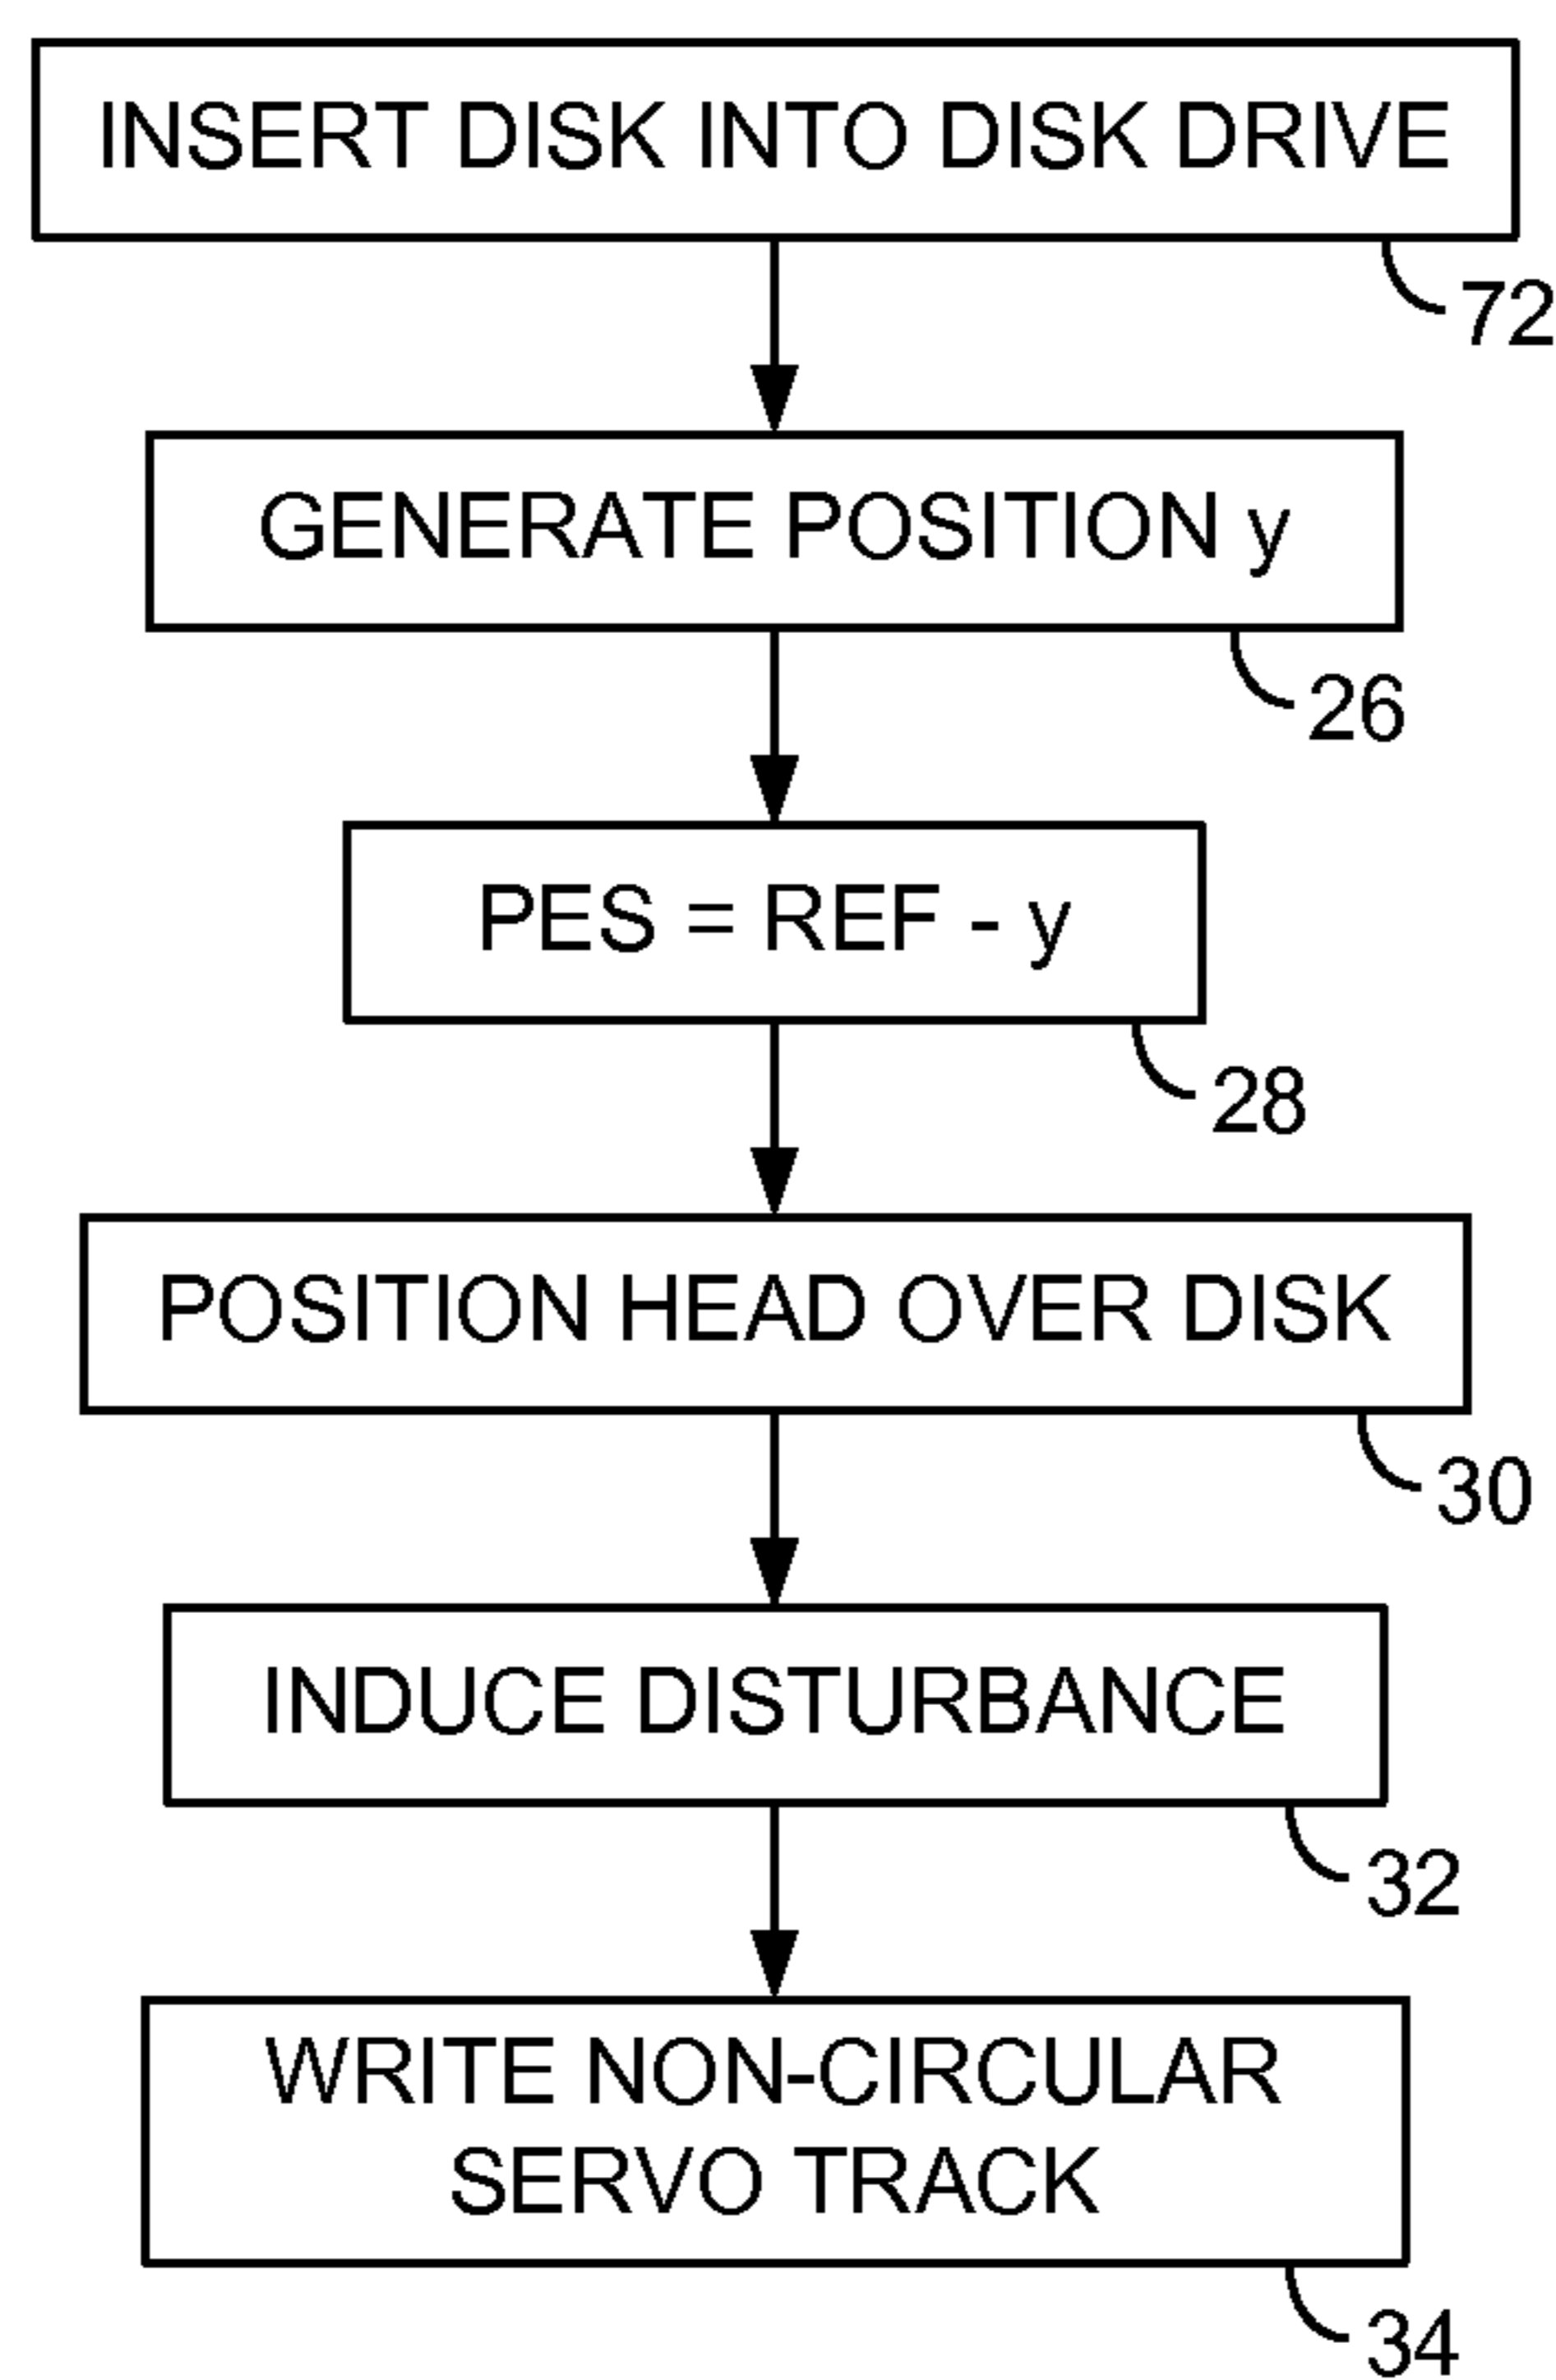 INSERT DISK INTO DISK DRIVE
72
GENERATE POSITION y
26
PES = REF - y
28
POSITION HEAD OVER DISK
30
INDUCE DISTURBANCE
32
WRITE NON-CIRCULAR
SERVO TRACK
34